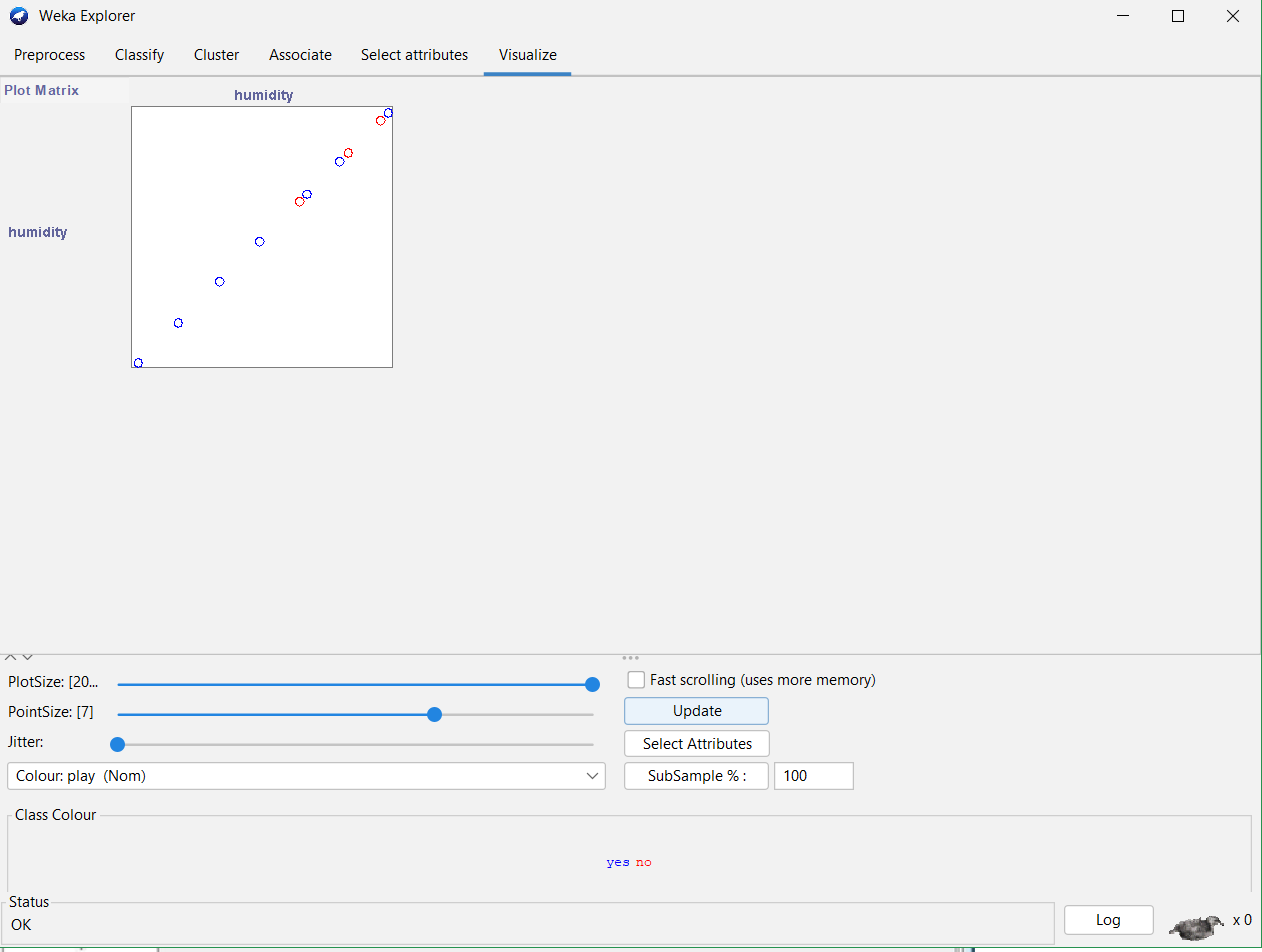 Weka Explorer
Preprocess Classify Cluster Associate Select attributes Visualize
Plot Matrix
humidity
humidity
PlotSize: [20...
PointSize: [7]
Jitter:
Colour: play (Nom)
Fast scrolling (uses more memory)
Update
Select Attributes
SubSample % : 100
Class Colour
yes no
Status
OK
Log
x 0